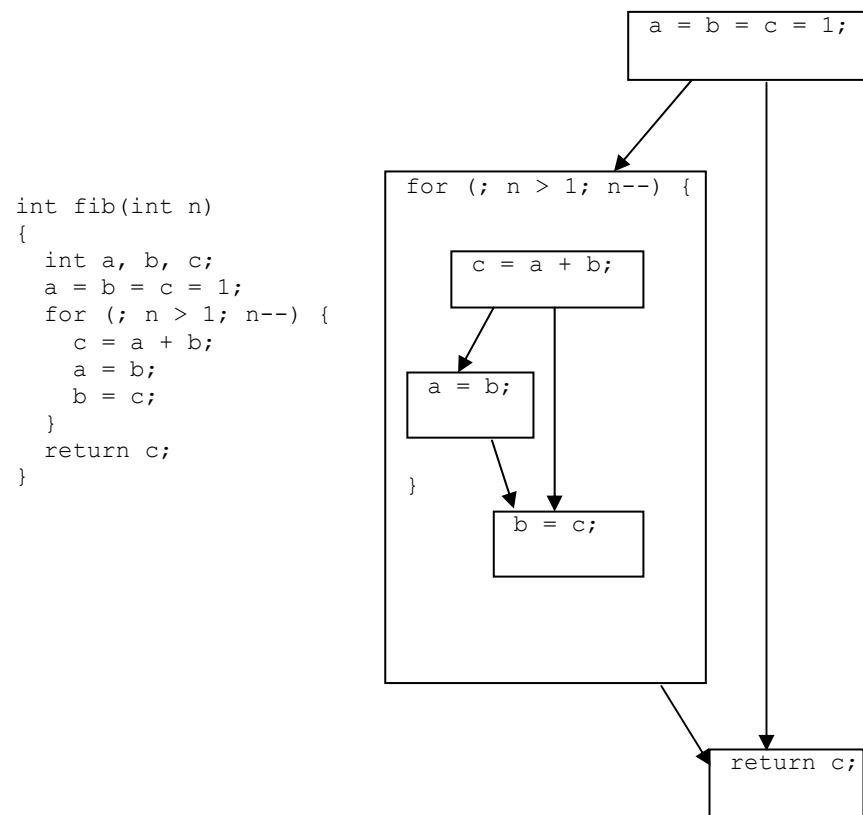 int fib(int n)
{
int a, b, c;
a = b = c = 1;
for (; n > 1; n--) {
c = a + b;
a = b;
b = c;
}
return c;
}
a = b = c = 1;
for (; n > 1; n--) {
c = a + b;
a = b;
}
b = c;
return c;